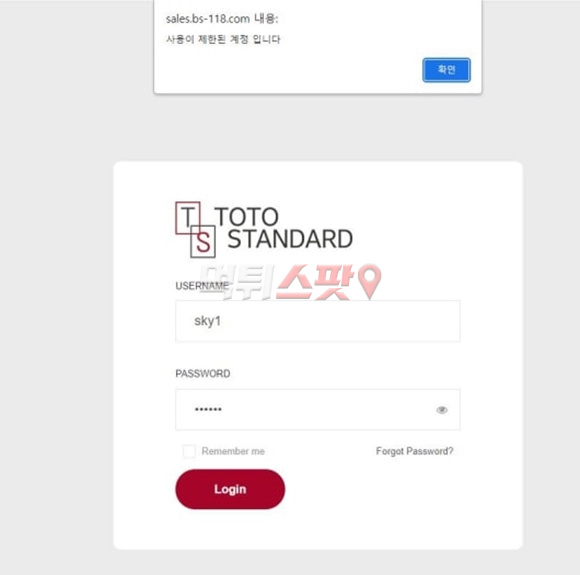 sales.bs-118.com 내용:
사용이 제한된 계정 입니다
확인
TS TOTO
STANDARD
먹튀스팟
USERNAME
sky1
PASSWORD
••••••
Remember me
Forgot Password?
Login